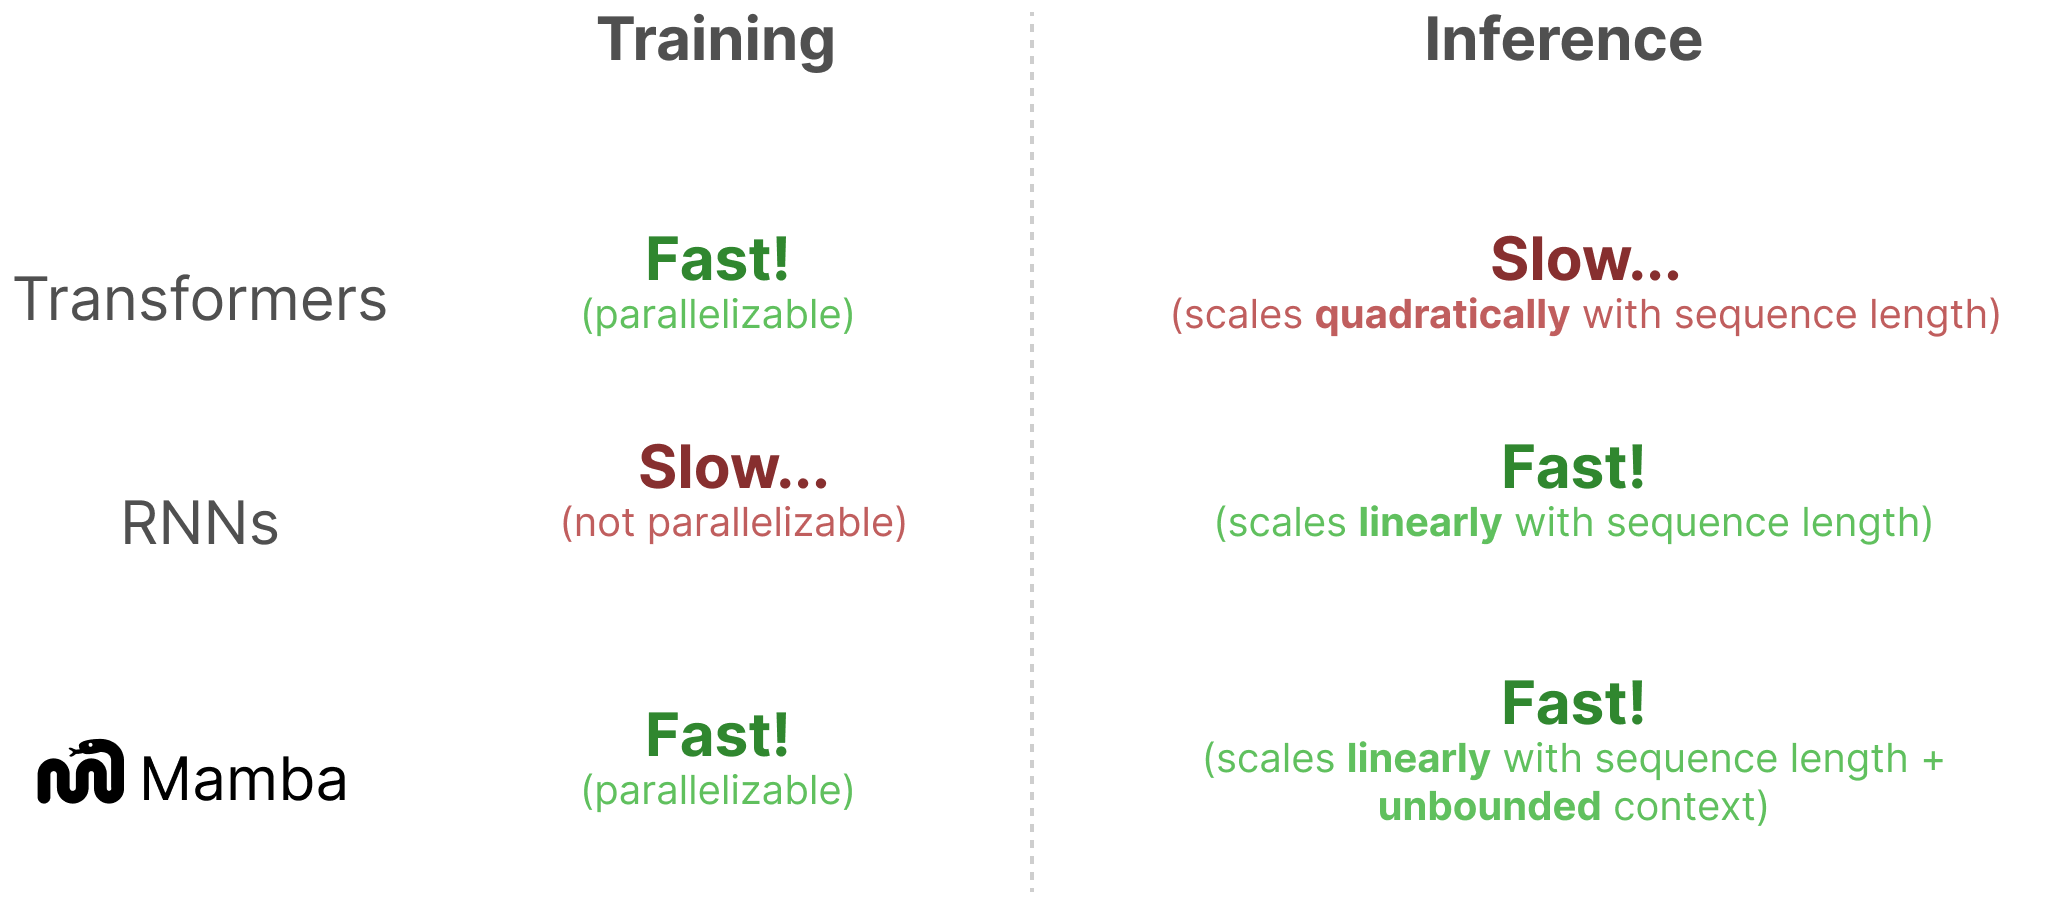 Training
Inference
Transformers
Fast!
(parallelizable)
Slow...
(scales quadratically with sequence length)
RNNs
Slow...
(not parallelizable)
Fast!
(scales linearly with sequence length)
Mamba
Fast!
(parallelizable)
Fast!
(scales linearly with sequence length +
unbounded context)